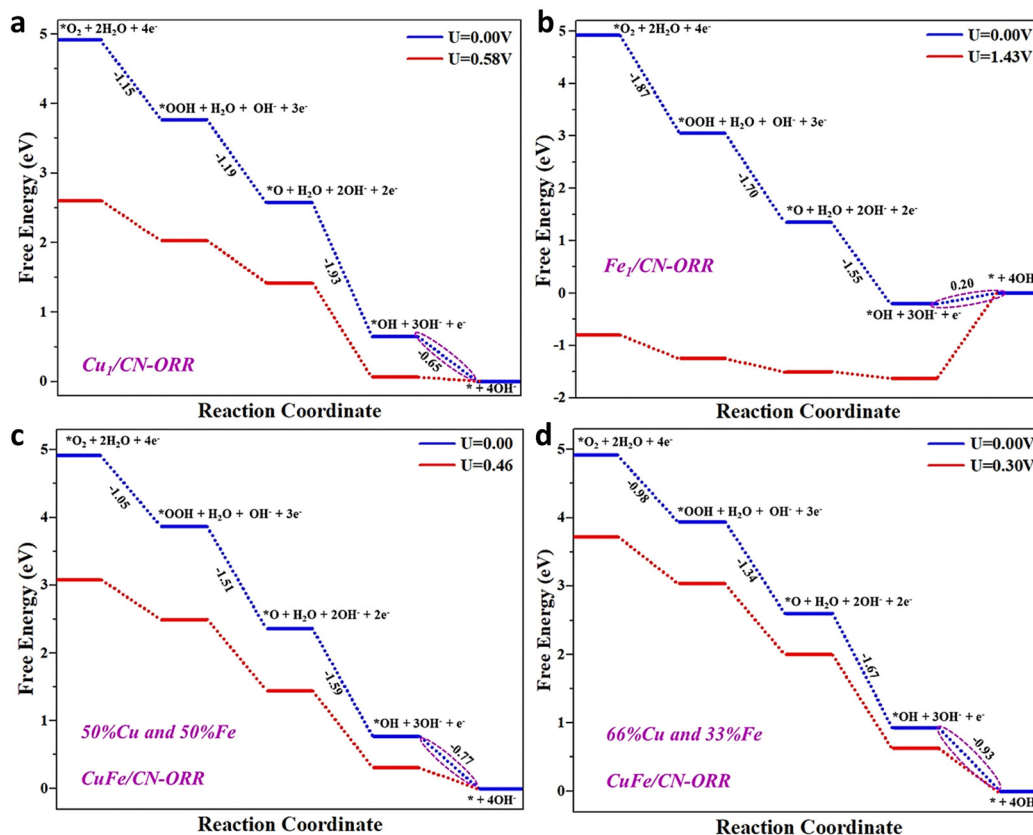 a
*O₂ + 2H₂O + 4e⁻
U=0.00V
U=0.58V
-1.15
*OOH + H₂O + OH⁻ + 3e⁻
-1.19
*O + H₂O + 2OH⁻ + 2e⁻
-1.93
*OH + 3OH⁻ + e⁻
-0.65
* + 4OH⁻
Cu₁/CN-ORR
5
4
3
2
1
0
Free Energy (eV)
Reaction Coordinate
b
*O₂ + 2H₂O + 4e⁻
U=0.00V
U=1.43V
-1.87
*OOH + H₂O + OH⁻ + 3e⁻
-1.70
*O + H₂O + 2OH⁻ + 2e⁻
-1.55
0.20
* + 4OH
*OH + 3OH⁻ + e⁻
Fe₁/CN-ORR
5
4
3
2
1
0
-1
-2
Free Energy (eV)
Reaction Coordinate
c
*O₂ + 2H₂O + 4e⁻
U=0.00
U=0.46
-1.05
*OOH + H₂O + OH⁻ + 3e⁻
-1.51
*O + H₂O + 2OH⁻ + 2e⁻
-1.59
*OH + 3OH⁻ + e⁻
-0.77
* + 4OH⁻
50%Cu and 50%Fe
CuFe/CN-ORR
5
4
3
2
1
0
Free Energy (eV)
Reaction Coordinate
d
*O₂ + 2H₂O + 4e⁻
U=0.00V
U=0.30V
-0.98
*OOH + H₂O + OH⁻ + 3e⁻
-1.34
*O + H₂O + 2OH⁻ + 2e⁻
-1.67
*OH + 3OH⁻ + e⁻
-0.93
* + 4OH⁻
66%Cu and 33%Fe
CuFe/CN-ORR
5
4
3
2
1
0
Free Energy (eV)
Reaction Coordinate